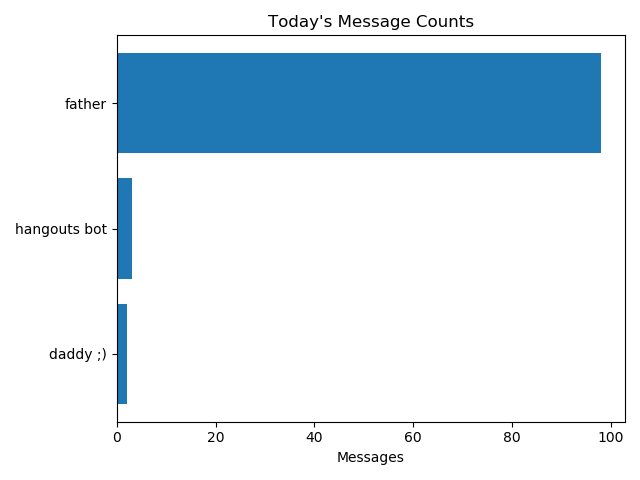 Today's Message Counts
father
hangouts bot
daddy ;)
0 20 40 60 80 100
Messages